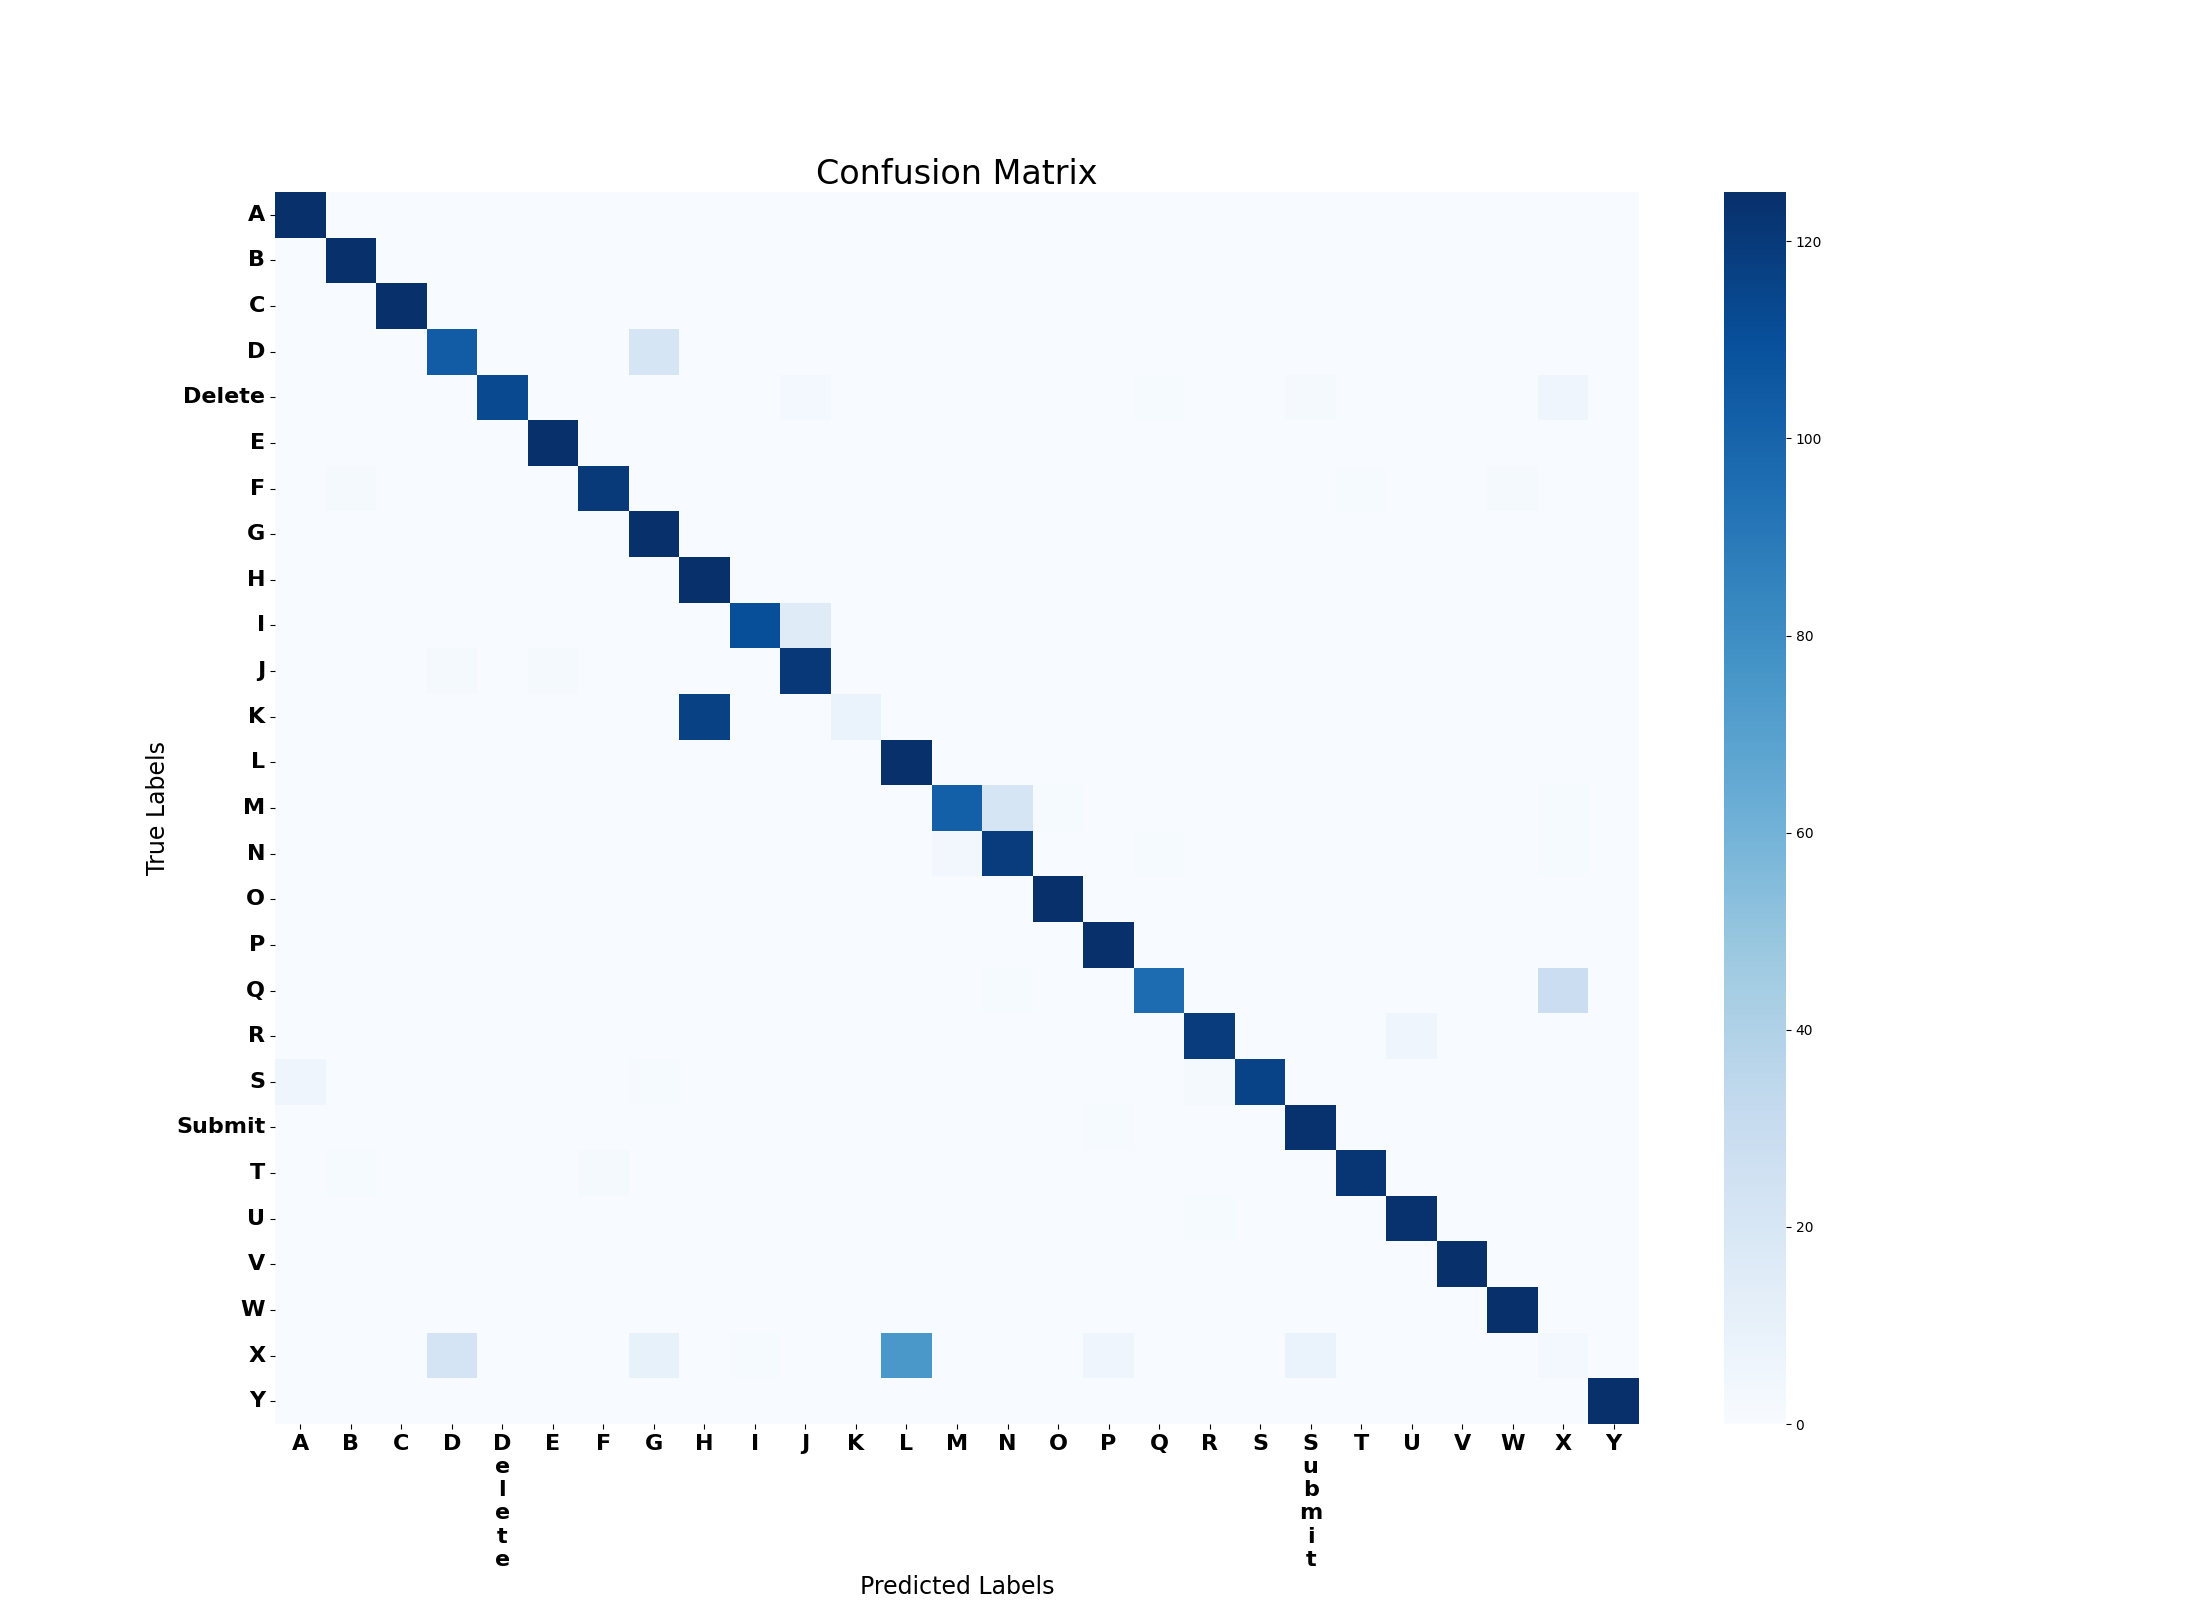 Confusion Matrix
True Labels
A
B
C
D
Delete
E
F
G
H
I
J
K
L
M
N
O
P
Q
R
S
Submit
T
U
V
W
X
Y
A B C D Delete E F G H I J K L M N O P Q R S Submit T U V W X Y
Predicted Labels
120
100
80
60
40
20
0